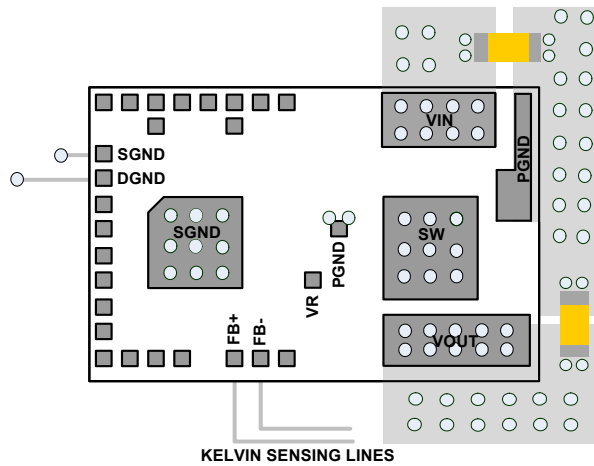 VIN
PGND
SGND
DGND
SGND
PGND
SW
VR
FB+
FB-
VOUT
KELVIN SENSING LINES